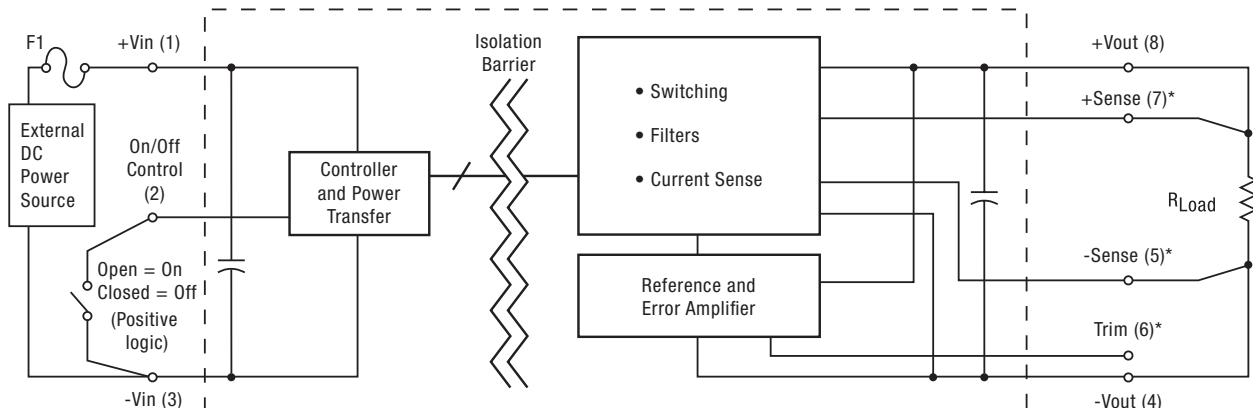 F1
+Vin (1)
External
DC
Power
Source
On/Off
Control
(2)
Open = On
Closed = Off
(Positive
logic)
-Vin (3)
Controller
and Power
Transfer
Isolation
Barrier
• Switching
• Filters
• Current Sense
Reference and
Error Amplifier
+Vout (8)
+Sense (7)*
RLoad
-Sense (5)*
Trim (6)*
-Vout (4)